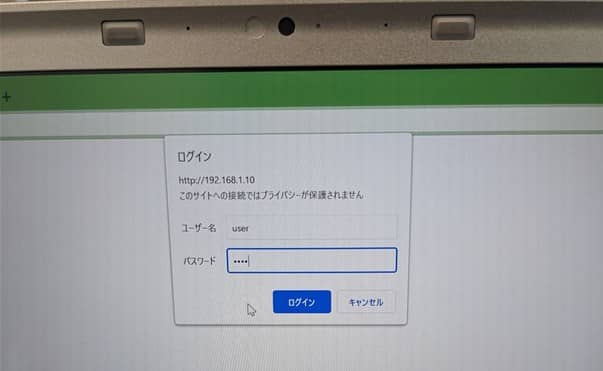 +
ログイン
http://192.168.1.10
このサイトへの接続ではプライバシーが保護されません
ユーザー名 user
パスワード ••••
ログイン キャンセル